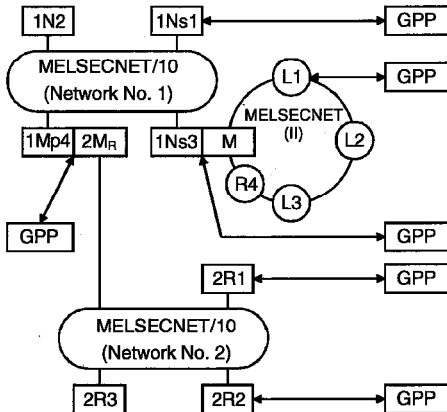 1N2
1Ns1
GPP
MELSECNET/10
(Network No. 1)
L1
GPP
MELSECNET
(II)
L2
1Mp4
2MR
1Ns3
M
R4
L3
GPP
GPP
2R1
GPP
MELSECNET/10
(Network No. 2)
2R3
2R2
GPP